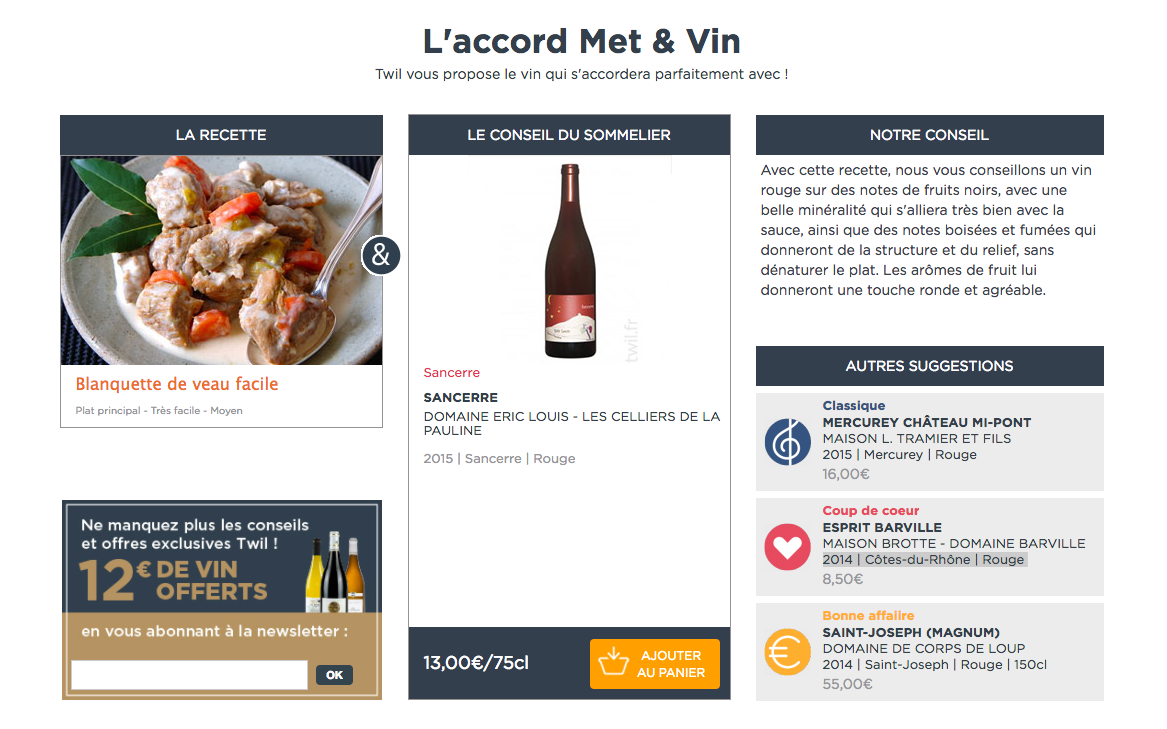 L'accord Met & Vin
Twil vous propose le vin qui s'accordera parfaitement avec !
LA RECETTE
&
Blanquette de veau facile
Plat principal - Très facile - Moyen
Ne manquez plus les conseils
et offres exclusives Twil !
12€ DE VIN
OFFERTS
en vous abonnant à la newsletter :
OK
LE CONSEIL DU SOMMELIER
twil.fr
Sancerre
SANCERRE
DOMAINE ERIC LOUIS - LES CELLIERS DE LA
PAULINE
2015 | Sancerre | Rouge
13,00€/75cl
AJOUTER
AU PANIER
NOTRE CONSEIL
Avec cette recette, nous vous conseillons un vin
rouge sur des notes de fruits noirs, avec une
belle minéralité qui s'alliera très bien avec la
sauce, ainsi que des notes boisées et fumées qui
donneront de la structure et du relief, sans
dénaturer le plat. Les arômes de fruit lui
donneront une touche ronde et agréable.
AUTRES SUGGESTIONS
Classique
MERCUREY CHÂTEAU MI-PONT
MAISON L. TRAMIER ET FILS
2015 | Mercurey | Rouge
16,00€
Coup de coeur
ESPRIT BARVILLE
MAISON BROTTE - DOMAINE BARVILLE
2014 | Côtes-du-Rhône | Rouge
8,50€
Bonne affaiire
SAINT-JOSEPH (MAGNUM)
DOMAINE DE CORPS DE LOUP
2014 | Saint-Joseph | Rouge | 150cl
55,00€